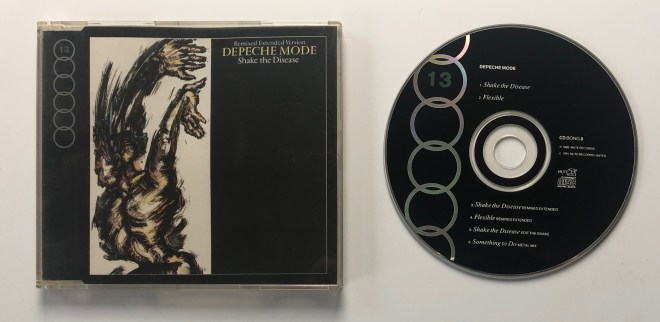 13
Remixed Extended Version
DEPECHE MODE
Shake the Disease
13
DEPECHE MODE
1. Shake the Disease
2. Flexible
CD BONG 8
3. Shake the Disease REMIXED EXTENDED
4. Flexible REMIXED EXTENDED
5. Shake the Disease EDIT THE SHAKE
6. Something to Do METAL MIX